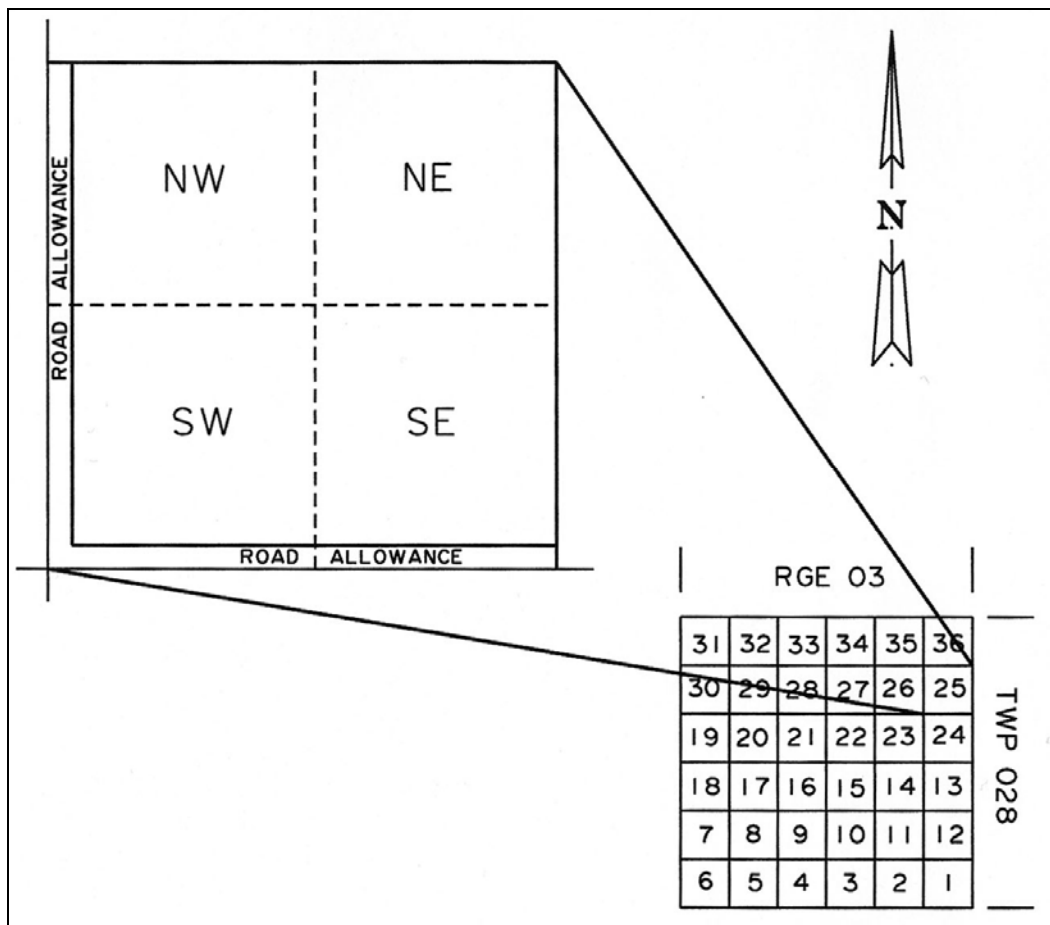 NW NE
ROAD ALLOWANCE
N
ROAD ALLOWANCE
SW SE
ROAD ALLOWANCE
RGE 03
31 32 33 34 35 36
30 29 28 27 26 25
19 20 21 22 23 24
18 17 16 15 14 13
7 8 9 10 11 12
6 5 4 3 2 1
TWP 028